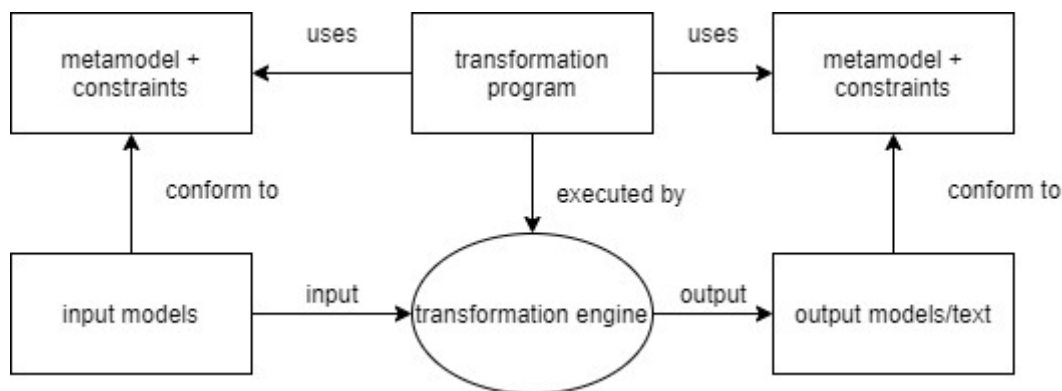 uses
uses
metamodel +
constraints
transformation
program
metamodel +
constraints
conform to
executed by
conform to
input models
input
transformation engine
output
output models/text